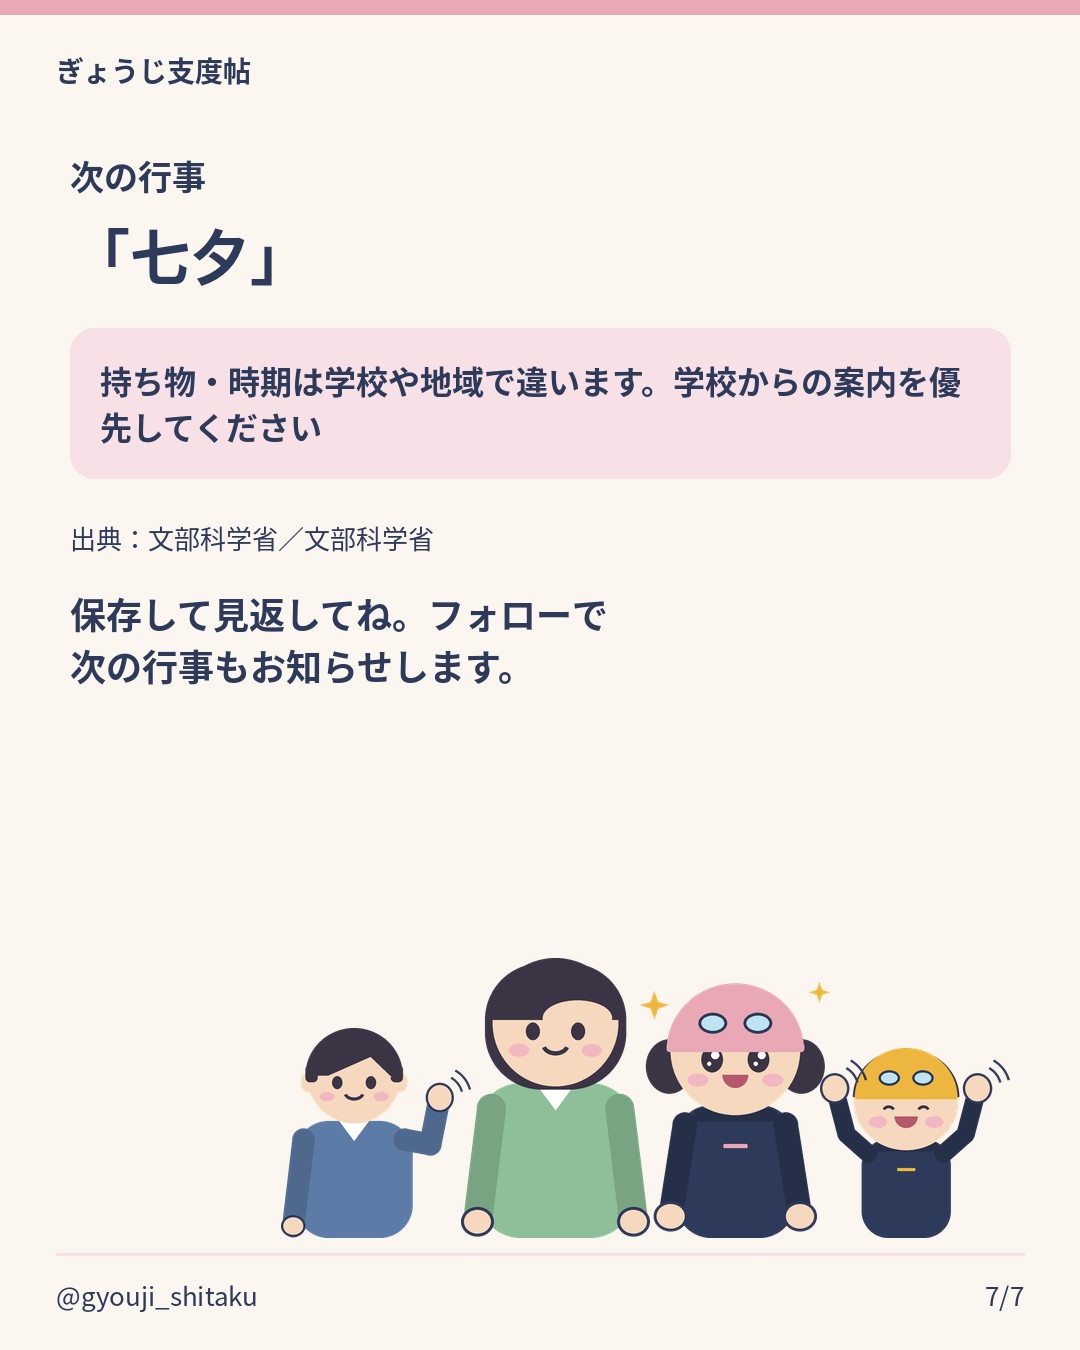 ぎょうじ支度帖
次の行事
「七夕」
持ち物・時期は学校や地域で違います。学校からの案内を優
先してください
出典：文部科学省／文部科学省
保存して見返してね。フォローで
次の行事もお知らせします。
@gyouji_shitaku
7/7